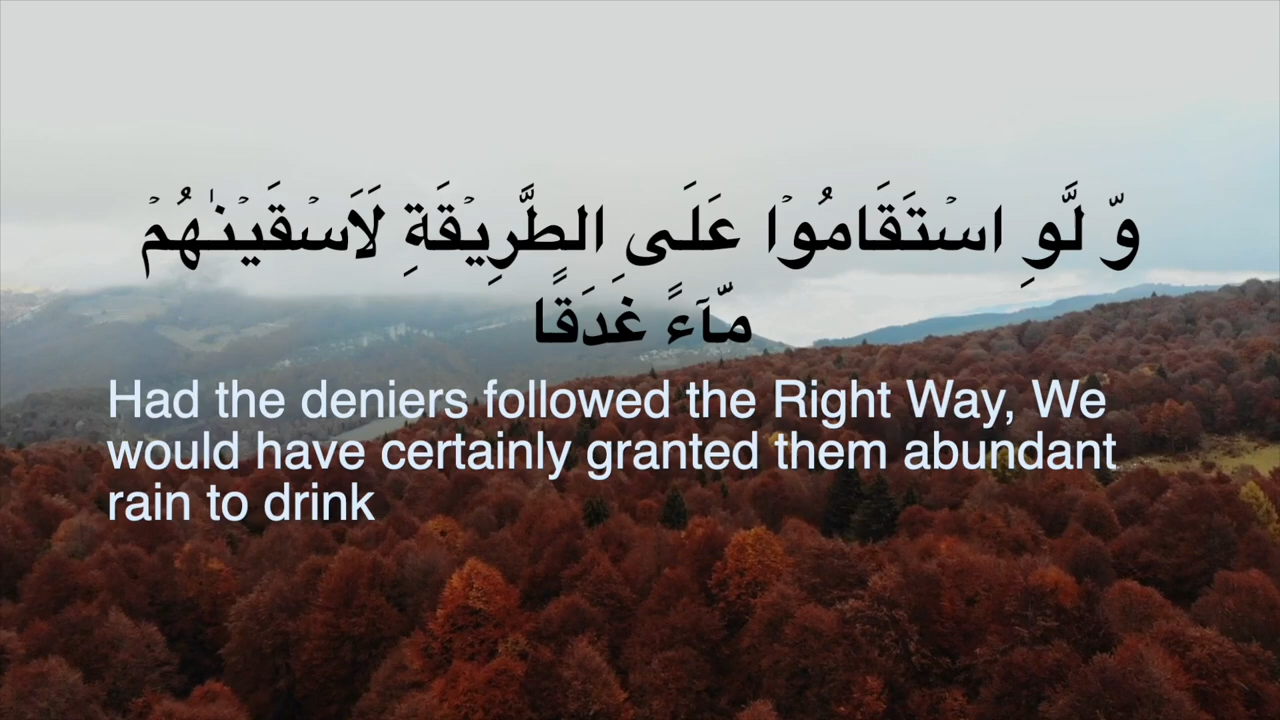 وّ لَّوِ اسۡتَقَامُوۡا عَلَى الطَّرِيۡقَةِ لَاَسۡقَيۡنٰهُمۡ
مّآءً غَدَقًا
Had the deniers followed the Right Way, We
would have certainly granted them abundant
rain to drink